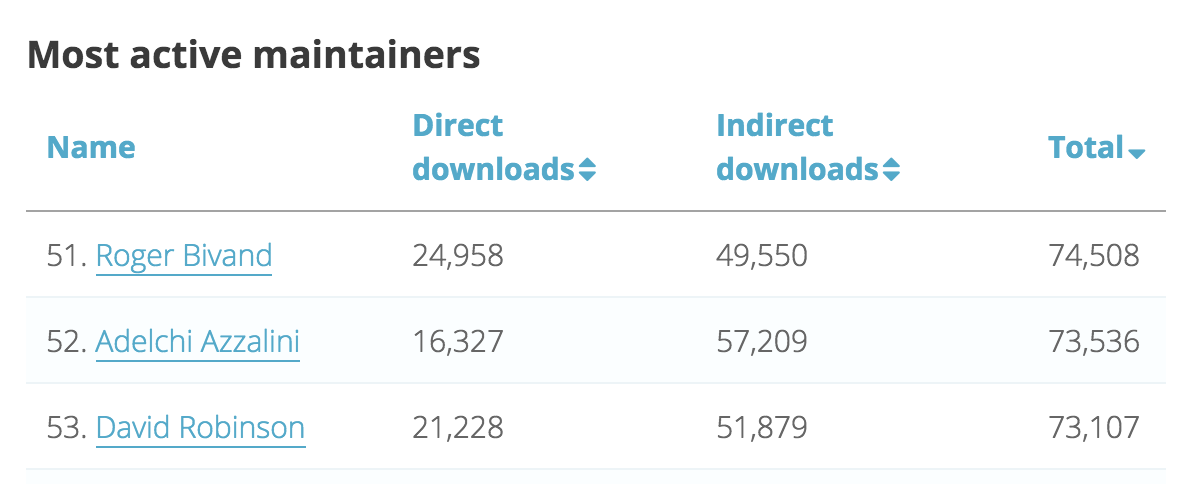 Most active maintainers
Name Direct downloads Indirect downloads Total
51. Roger Bivand 24,958 49,550 74,508
52. Adelchi Azzalini 16,327 57,209 73,536
53. David Robinson 21,228 51,879 73,107